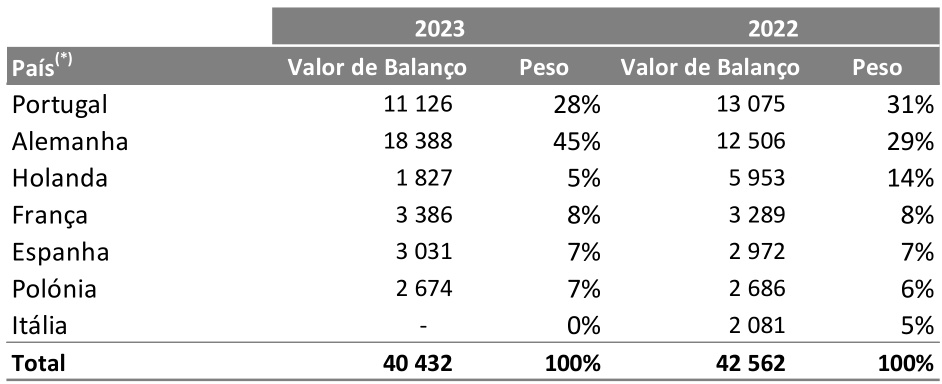 2023 2022
País(*) Valor de Balanço Peso Valor de Balanço Peso
Portugal 11 126 28% 13 075 31%
Alemanha 18 388 45% 12 506 29%
Holanda 1 827 5% 5 953 14%
França 3 386 8% 3 289 8%
Espanha 3 031 7% 2 972 7%
Polónia 2 674 7% 2 686 6%
Itália - 0% 2 081 5%
Total 40 432 100% 42 562 100%